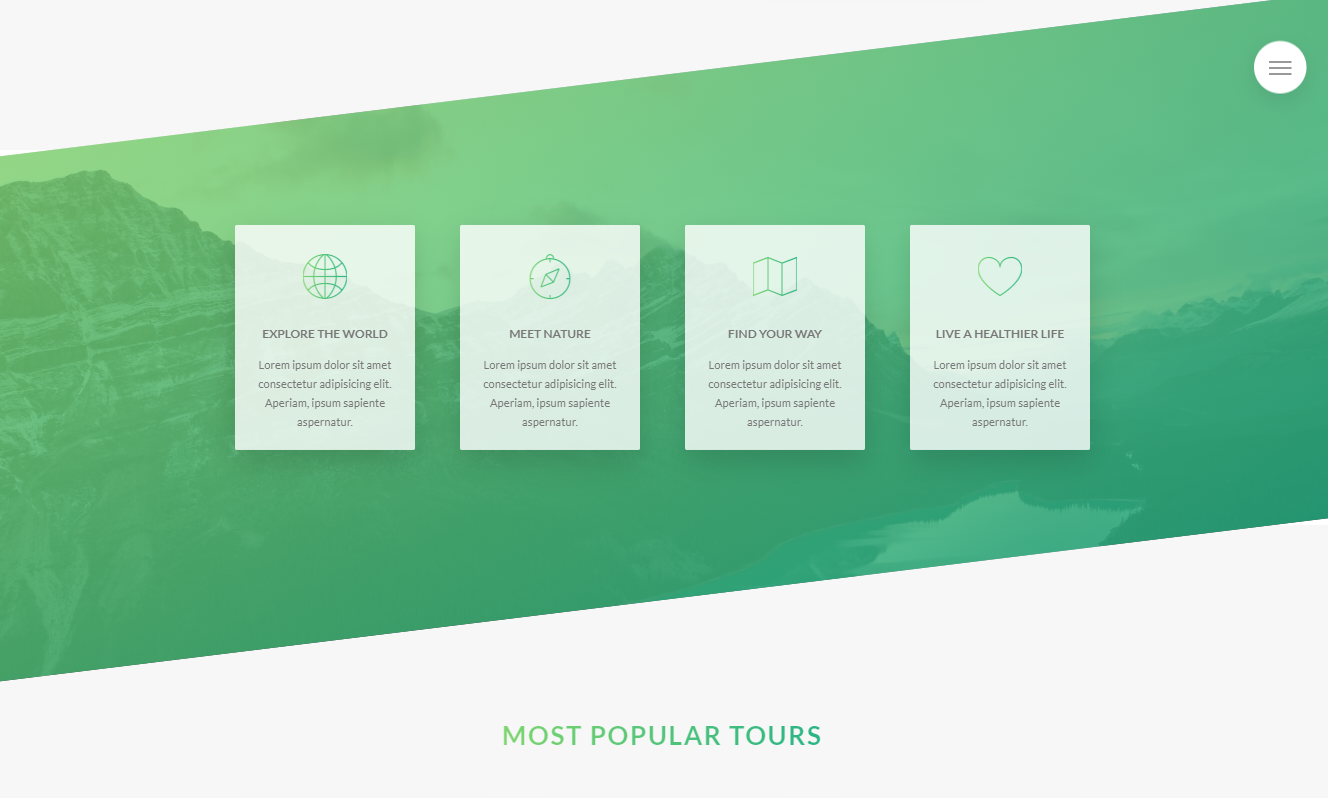 EXPLORE THE WORLD
Lorem ipsum dolor sit amet
consectetur adipisicing elit.
Aperiam, ipsum sapiente
aspernatur.
MEET NATURE
Lorem ipsum dolor sit amet
consectetur adipisicing elit.
Aperiam, ipsum sapiente
aspernatur.
FIND YOUR WAY
Lorem ipsum dolor sit amet
consectetur adipisicing elit.
Aperiam, ipsum sapiente
aspernatur.
LIVE A HEALTHIER LIFE
Lorem ipsum dolor sit amet
consectetur adipisicing elit.
Aperiam, ipsum sapiente
aspernatur.
MOST POPULAR TOURS